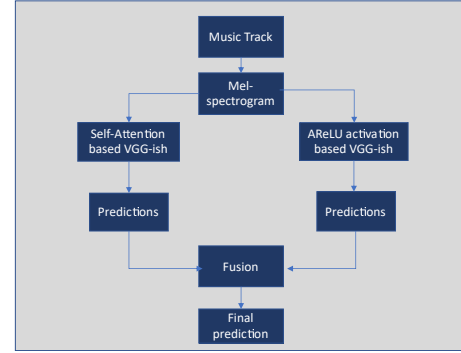 Music Track
Mel-
spectrogram
Self-Attention
based VGG-ish
AReLU activation
based VGG-ish
Predictions
Predictions
Fusion
Final
prediction